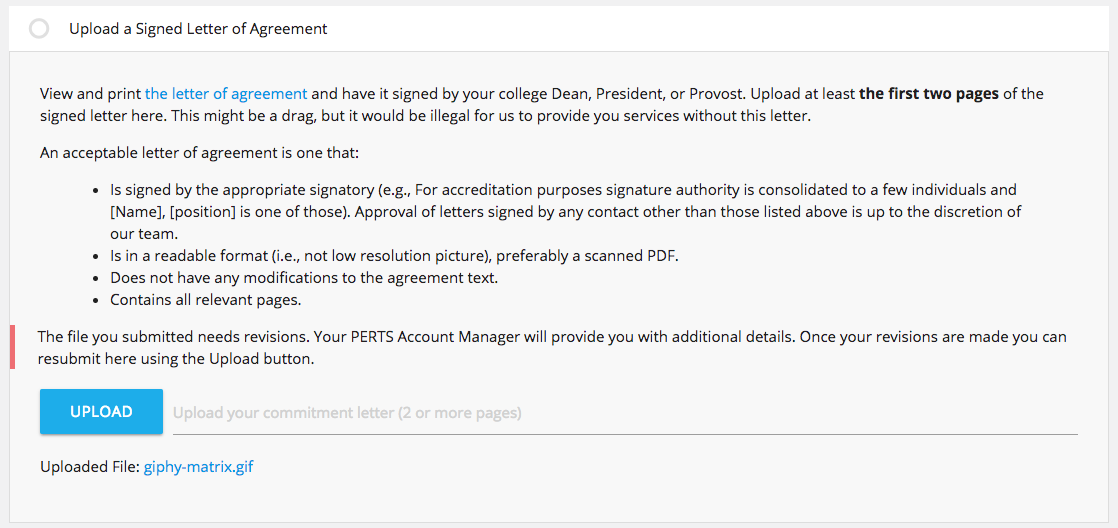 Upload a Signed Letter of Agreement
View and print the letter of agreement and have it signed by your college Dean, President, or Provost. Upload at least the first two pages of the
signed letter here. This might be a drag, but it would be illegal for us to provide you services without this letter.
An acceptable letter of agreement is one that:
• Is signed by the appropriate signatory (e.g., For accreditation purposes signature authority is consolidated to a few individuals and
[Name], [position] is one of those). Approval of letters signed by any contact other than those listed above is up to the discretion of
our team.
• Is in a readable format (i.e., not low resolution picture), preferably a scanned PDF.
• Does not have any modifications to the agreement text.
• Contains all relevant pages.
The file you submitted needs revisions. Your PERTS Account Manager will provide you with additional details. Once your revisions are made you can
resubmit here using the Upload button.
UPLOAD Upload your commitment letter (2 or more pages)
Uploaded File: giphy-matrix.gif